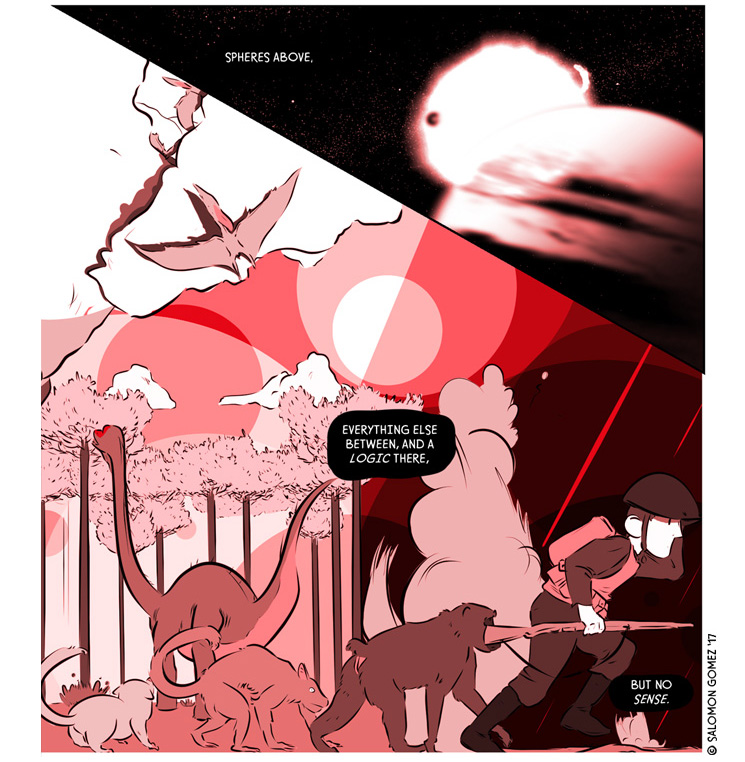 SPHERES ABOVE,
EVERYTHING ELSE
BETWEEN, AND A
LOGIC THERE,
BUT NO
SENSE.
© SALOMON GOMEZ '17